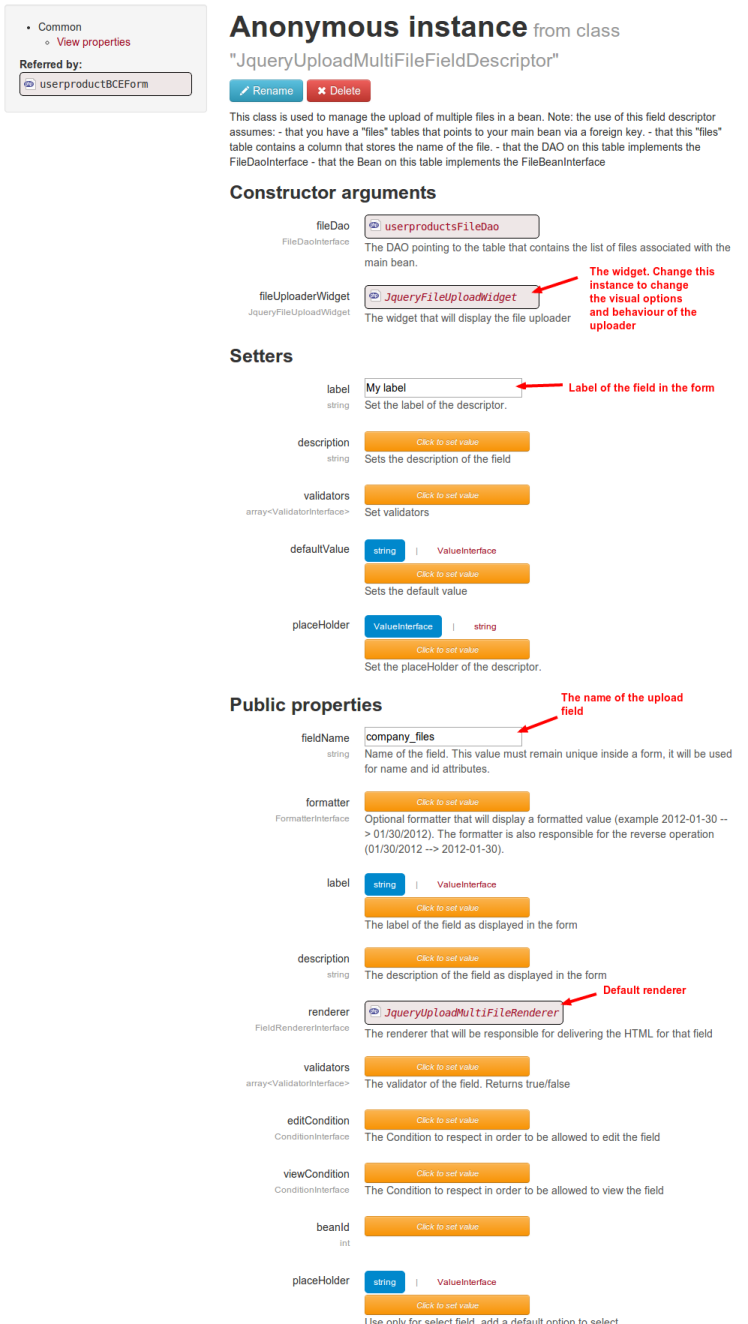 Common
View properties
Referred by:
userproductBCEForm
Anonymous instance from class
"JqueryUploadMultiFileFieldDescriptor"
Rename
Delete
This class is used to manage the upload of multiple files in a bean. Note: the use of this field descriptor
assumes: - that you have a "files" tables that points to your main bean via a foreign key. - that this "files"
table contains a column that stores the name of the file. - that the DAO on this table implements the
FileDaoInterface - that the Bean on this table implements the FileBeanInterface
Constructor arguments
fileDao
userproductsFileDao
FileDaoInterface
The DAO pointing to the table that contains the list of files associated with the
main bean.
The widget. Change this
instance to change
the visual options
and behaviour of the
uploader
fileUploaderWidget
JqueryFileUploadWidget
JqueryFileUploadWidget
The widget that will display the file uploader
Setters
label
My label
Label of the field in the form
string
Set the label of the descriptor.
description
Click to set value
string
Sets the description of the field
validators
Click to set value
array<ValidatorInterface>
Set validators
defaultValue
string | ValueInterface
Click to set value
Sets the default value
placeHolder
ValueInterface | string
Click to set value
Set the placeHolder of the descriptor.
Public properties
The name of the upload
field
fieldName
company_files
string
Name of the field. This value must remain unique inside a form, it will be used
for name and id attributes.
formatter
Click to set value
FormatterInterface
Optional formatter that will display a formatted value (example 2012-01-30 --
> 01/30/2012). The formatter is also responsible for the reverse operation
(01/30/2012 --> 2012-01-30).
label
string | ValueInterface
Click to set value
The label of the field as displayed in the form
description
Click to set value
string
The description of the field as displayed in the form
Default renderer
renderer
JqueryUploadMultiFileRenderer
FieldRendererInterface
The renderer that will be responsible for delivering the HTML for that field
validators
Click to set value
array<ValidatorInterface>
The validator of the field. Returns true/false
editCondition
Click to set value
ConditionInterface
The Condition to respect in order to be allowed to edit the field
viewCondition
Click to set value
ConditionInterface
The Condition to respect in order to be allowed to view the field
beanId
Click to set value
int
placeHolder
string | ValueInterface
Click to set value
Use only for select field, add a default option to select